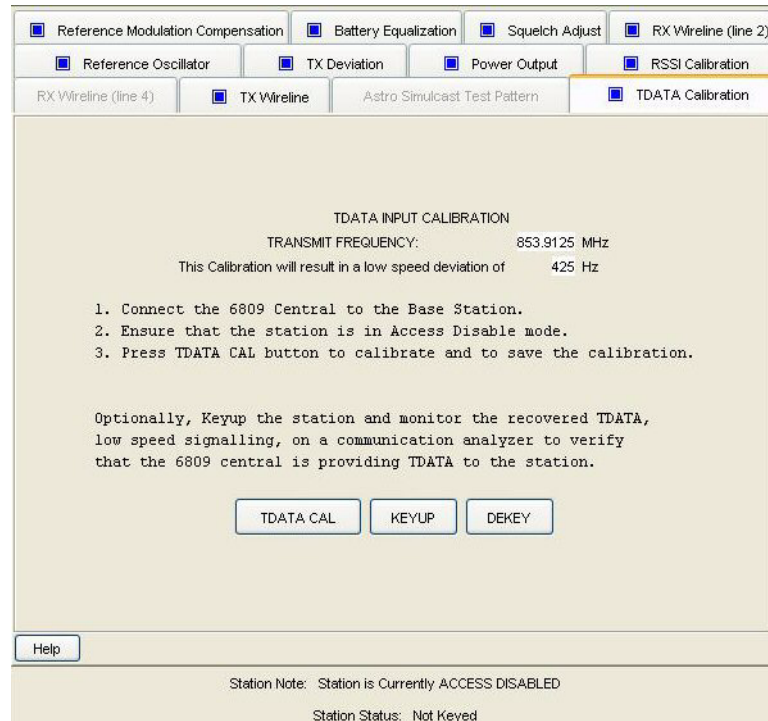 Reference Modulation Compensation Battery Equalization Squelch Adjust RX Wireline (line 2)
Reference Oscillator TX Deviation Power Output RSSI Calibration
RX Wireline (line 4) TX Wireline Astro Simulcast Test Pattern TDATA Calibration
TDATA INPUT CALIBRATION
TRANSMIT FREQUENCY: 853.9125 MHz
This Calibration will result in a low speed deviation of 425 Hz
1. Connect the 6809 Central to the Base Station.
2. Ensure that the station is in Access Disable mode.
3. Press TDATA CAL button to calibrate and to save the calibration.
Optionally, Keyup the station and monitor the recovered TDATA,
low speed signalling, on a communication analyzer to verify
that the 6809 central is providing TDATA to the station.
TDATA CAL KEYUP DEKEY
Help
Station Note: Station is Currently ACCESS DISABLED
Station Status: Not Keyed